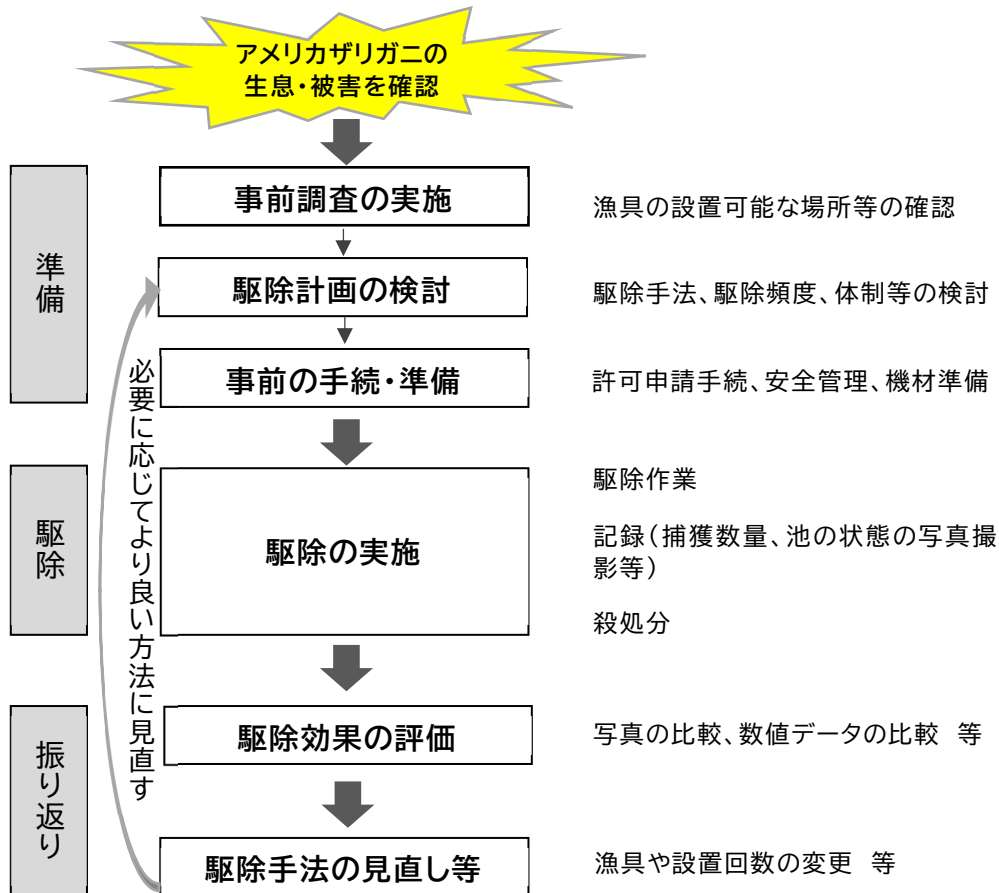 アメリカザリガニの
生息・被害を確認
準備
事前調査の実施
漁具の設置可能な場所等の確認
駆除計画の検討
駆除手法、駆除頻度、体制等の検討
事前の手続・準備
許可申請手続、安全管理、機材準備
必要に応じてより良い方法に見直す
駆除
駆除の実施
駆除作業
記録（捕獲数量、池の状態の写真撮
影等）
殺処分
振り返り
駆除効果の評価
写真の比較、数値データの比較　等
駆除手法の見直し等
漁具や設置回数の変更　等